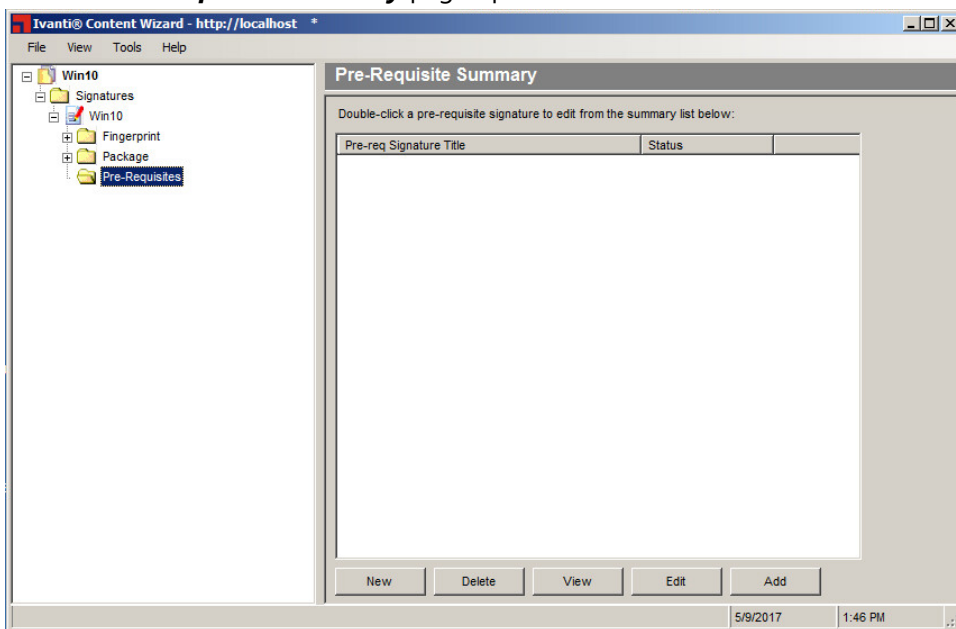 Ivanti® Content Wizard - http://localhost *
File View Tools Help
Win10
Signatures
Win10
Fingerprint
Package
Pre-Requisites
Pre-Requisite Summary
Double-click a pre-requisite signature to edit from the summary list below:
Pre-req Signature Title Status
New Delete View Edit Add
5/9/2017 1:46 PM